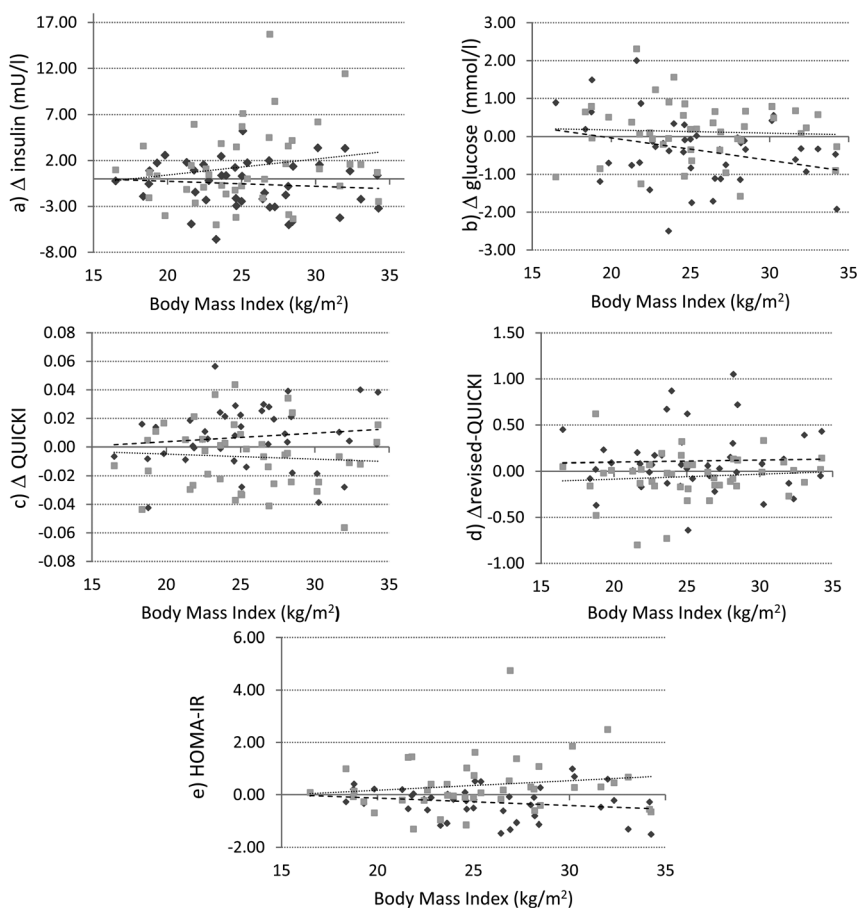 a) Δ insulin (mU/l)
17.00
12.00
7.00
2.00
-3.00
-8.00
15 20 25 30 35
Body Mass Index (kg/m²)
b) Δ glucose (mmol/l)
3.00
2.00
1.00
0.00
-1.00
-2.00
-3.00
15 20 25 30 35
Body Mass Index (kg/m²)
c) Δ QUICKI
0.08
0.06
0.04
0.02
0.00
-0.02
-0.04
-0.06
-0.08
15 20 25 30 35
Body Mass Index (kg/m²)
d) Δrevised-QUICKI
1.50
1.00
0.50
0.00
-0.50
-1.00
15 20 25 30 35
Body Mass Index (kg/m²)
e) HOMA-IR
6.00
4.00
2.00
0.00
-2.00
15 20 25 30 35
Body Mass Index (kg/m²)